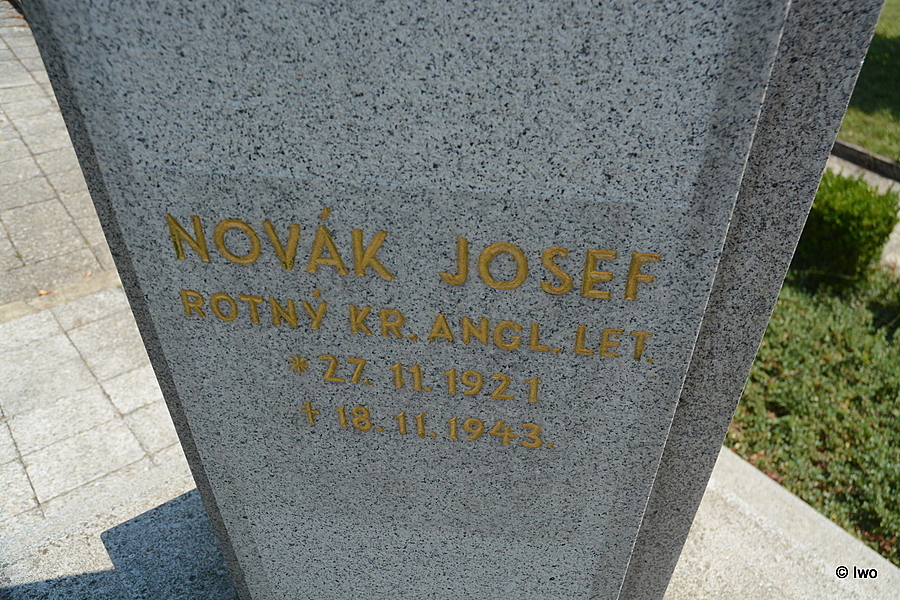 NOVÁK JOSEF
ROTNÝ KR. ANGL. LET.
* 27. 11. 1921
† 18. 11. 1943.
© Iwo